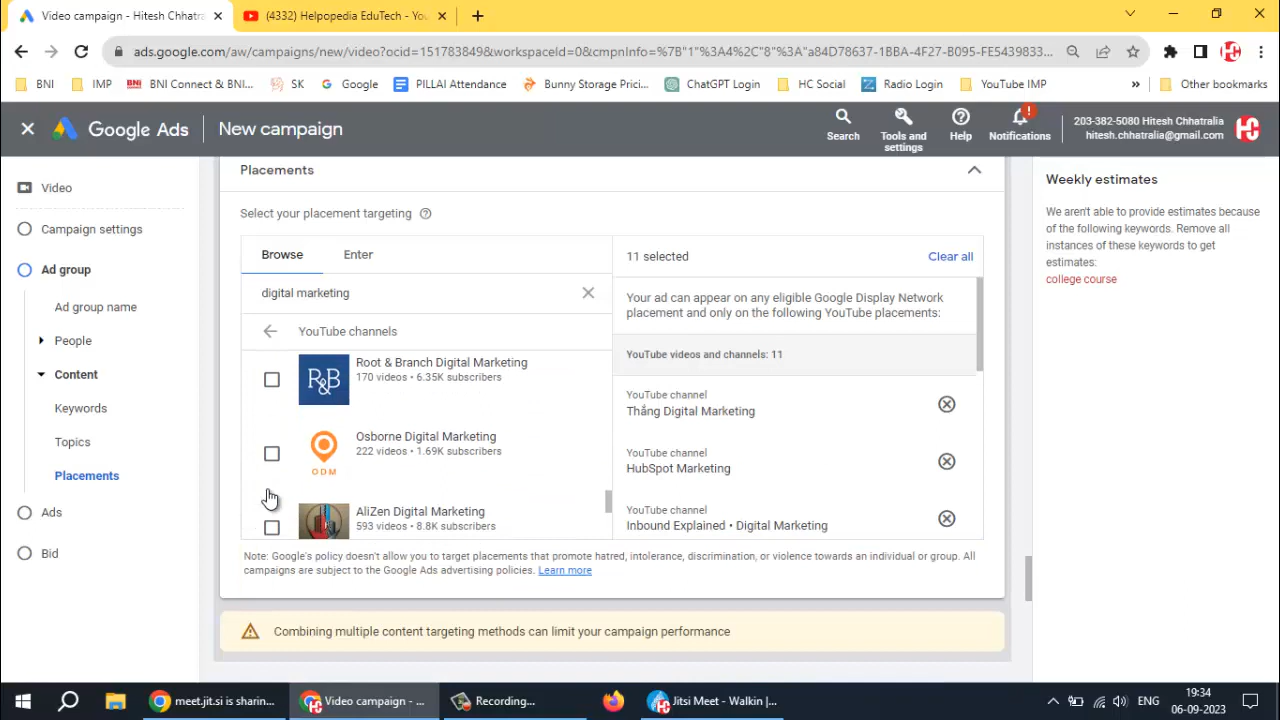 Video campaign - Hitesh Chhatra
(4332) Helpopedia EduTech - You
ads.google.com/aw/campaigns/new/video?ocid=151783849&workspaceId=0&cmpnInfo=%7B"1"%3A4%2C"8"%3A"a84D78637-1BBA-4F27-B095-FE5439833...
BNI
IMP
BNI Connect & BNI...
SK
Google
PILLAI Attendance
Bunny Storage Prici...
ChatGPT Login
HC Social
Radio Login
YouTube IMP
»
Other bookmarks
Google Ads
New campaign
Search
Tools and settings
Help
Notifications
203-382-5080 Hitesh Chhatralia
hitesh.chhatralia@gmail.com
Video
Campaign settings
Ad group
Ad group name
People
Content
Keywords
Topics
Placements
Ads
Bid
Placements
Select your placement targeting
Browse
Enter
digital marketing
YouTube channels
R&B
Root & Branch Digital Marketing
170 videos • 6.35K subscribers
ODM
Osborne Digital Marketing
222 videos • 1.69K subscribers
AliZen Digital Marketing
593 videos • 8.8K subscribers
11 selected
Clear all
Your ad can appear on any eligible Google Display Network
placement and only on the following YouTube placements:
YouTube videos and channels: 11
YouTube channel
Thắng Digital Marketing
YouTube channel
HubSpot Marketing
YouTube channel
Inbound Explained • Digital Marketing
Note: Google's policy doesn't allow you to target placements that promote hatred, intolerance, discrimination, or violence towards an individual or group. All
campaigns are subject to the Google Ads advertising policies. Learn more
Combining multiple content targeting methods can limit your campaign performance
Weekly estimates
We aren't able to provide estimates because
of the following keywords. Remove all
instances of these keywords to get
estimates:
college course
meet.jit.si is sharin...
Video campaign - ...
Recording...
Jitsi Meet - Walkin |...
ENG
19:34
06-09-2023